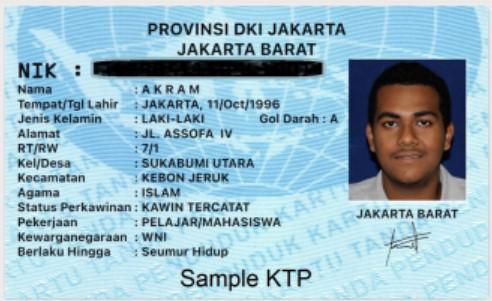 PROVINSI DKI JAKARTA
JAKARTA BARAT
NIK :
Nama : A K R A M
Tempat/Tgl Lahir : JAKARTA, 11/Oct/1996
Jenis Kelamin : LAKI-LAKI Gol Darah : A
Alamat : JL. ASSOFA IV
RT/RW : 7/1
Kel/Desa : SUKABUMI UTARA
Kecamatan : KEBON JERUK
Agama : ISLAM
Status Perkawinan : KAWIN TERCATAT
Pekerjaan : PELAJAR/MAHASISWA
Kewarganegaraan : WNI
Berlaku Hingga : Seumur Hidup
JAKARTA BARAT
Sample KTP